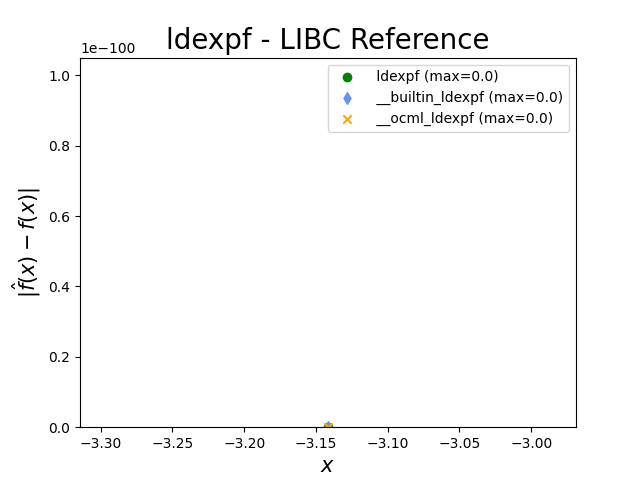 ldexpf - LIBC Reference
1e−100
ldexpf (max=0.0)
__builtin_ldexpf (max=0.0)
__ocml_ldexpf (max=0.0)
1.0
0.8
0.6
0.4
0.2
0.0
|f̂(x) − f(x)|
−3.30 −3.25 −3.20 −3.15 −3.10 −3.05 −3.00
x